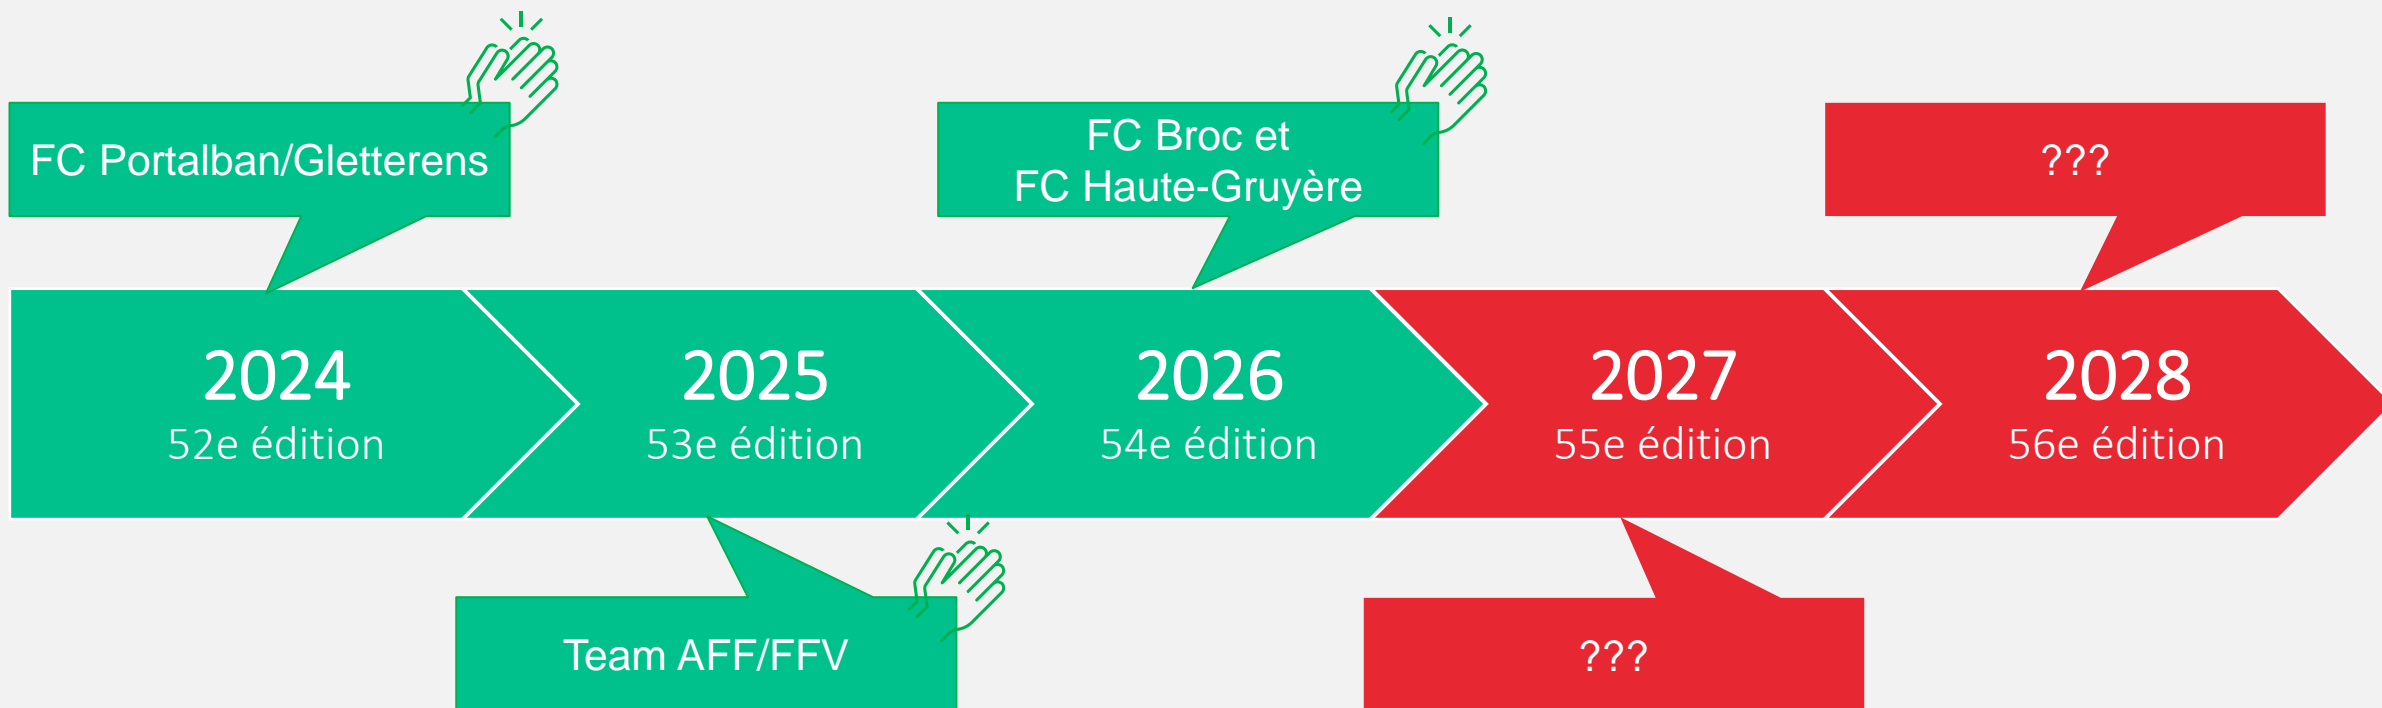 FC Portalban/Gletterens
FC Broc et
FC Haute-Gruyère
???
2024
52e édition
2025
53e édition
2026
54e édition
2027
55e édition
2028
56e édition
Team AFF/FFV
???